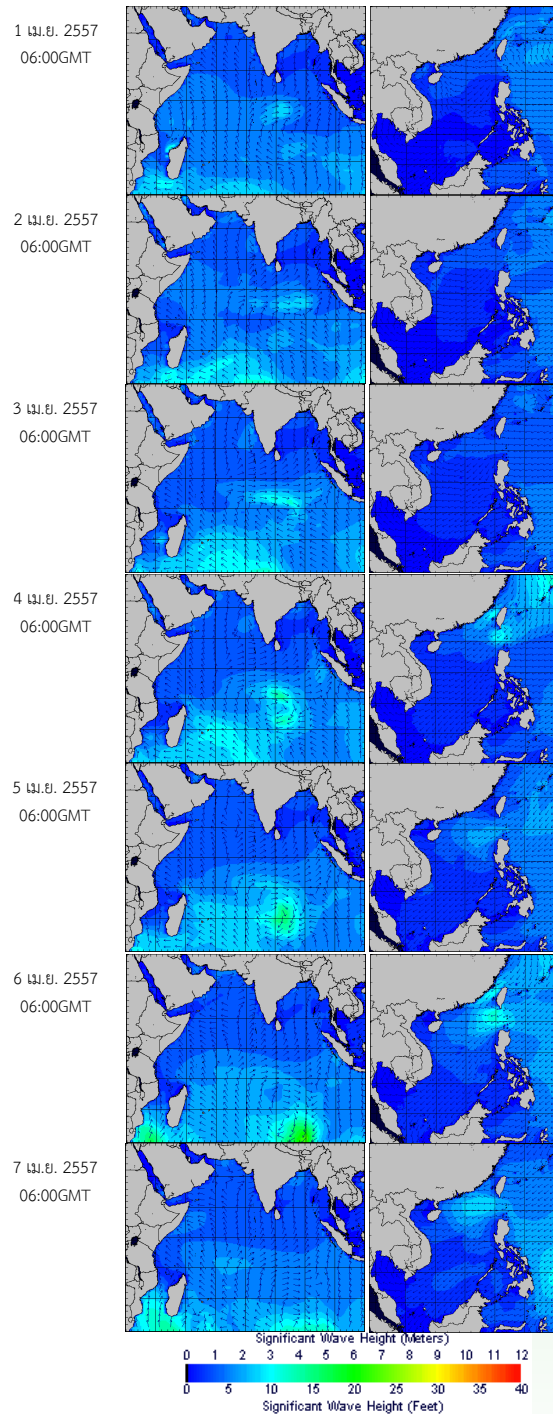 1 เม.ย. 2557
06:00GMT
2 เม.ย. 2557
06:00GMT
3 เม.ย. 2557
06:00GMT
4 เม.ย. 2557
06:00GMT
5 เม.ย. 2557
06:00GMT
6 เม.ย. 2557
06:00GMT
7 เม.ย. 2557
06:00GMT
Significant Wave Height (Meters)
0 1 2 3 4 5 6 7 8 9 10 11 12
0 5 10 15 20 25 30 35 40
Significant Wave Height (Feet)